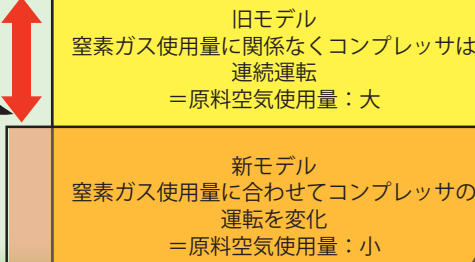 旧モデル
窒素ガス使用量に関係なくコンプレッサは
連続運転
＝原料空気使用量：大
新モデル
窒素ガス使用量に合わせてコンプレッサの
運転を変化
＝原料空気使用量：小